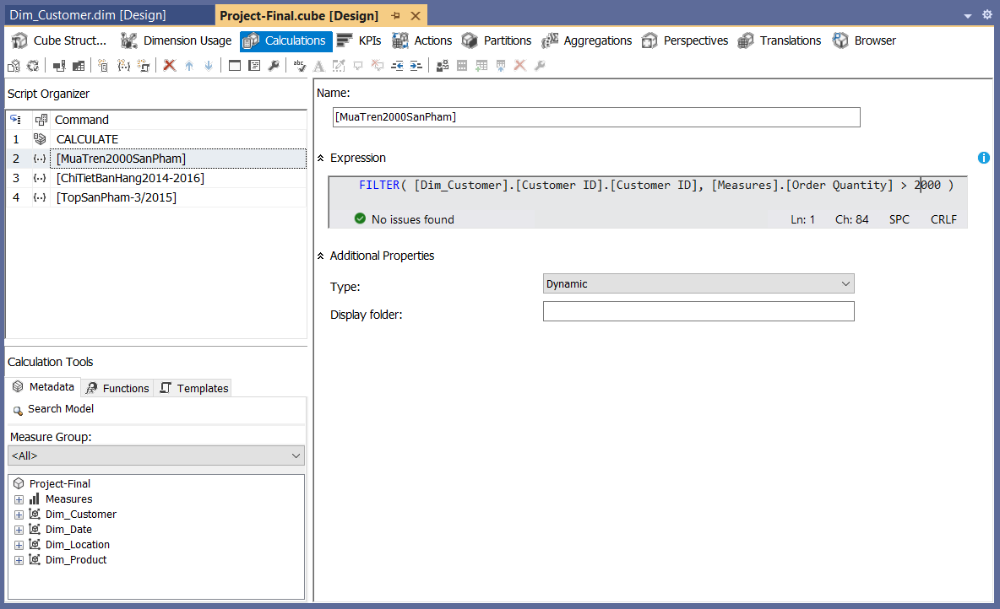 Dim_Customer.dim [Design]
Project-Final.cube [Design]
Cube Struct...
Dimension Usage
Calculations
KPIs
Actions
Partitions
Aggregations
Perspectives
Translations
Browser
Script Organizer
Command
1 CALCULATE
2 [MuaTren2000SanPham]
3 [ChiTietBanHang2014-2016]
4 [TopSanPham-3/2015]
Calculation Tools
Metadata
Functions
Templates
Search Model
Measure Group:
<All>
Project-Final
Measures
Dim_Customer
Dim_Date
Dim_Location
Dim_Product
Name:
[MuaTren2000SanPham]
Expression
FILTER( [Dim_Customer].[Customer ID].[Customer ID], [Measures].[Order Quantity] > 2000 )
No issues found
Ln: 1
Ch: 84
SPC
CRLF
Additional Properties
Type:
Dynamic
Display folder: